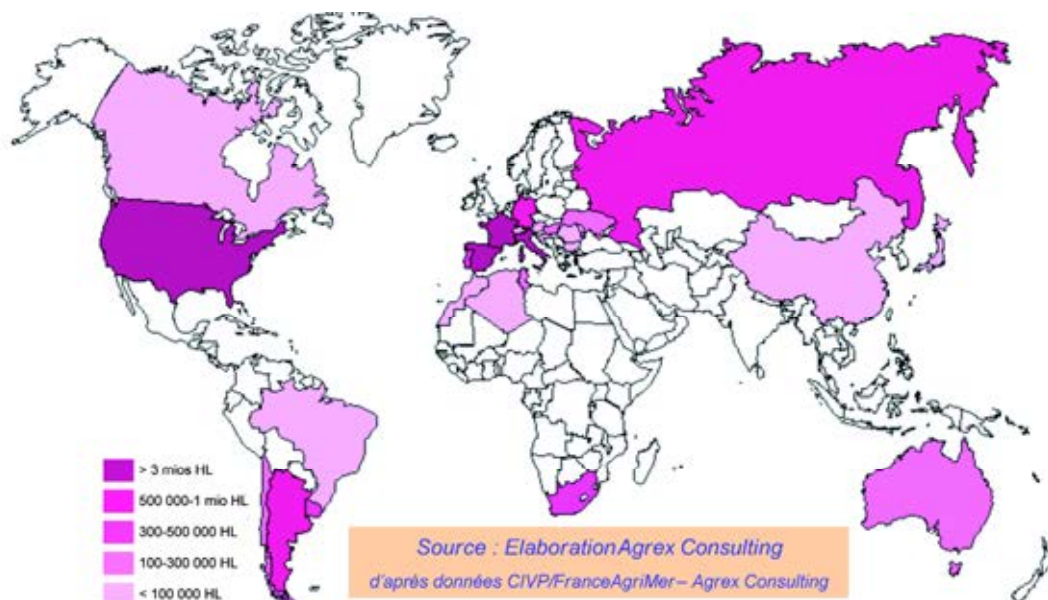 > 3 mios HL
500 000-1 mio HL
300-500 000 HL
100-300 000 HL
< 100 000 HL
Source : ElaborationAgrex Consulting
d'après données CIVP/FranceAgriMer – Agrex Consulting